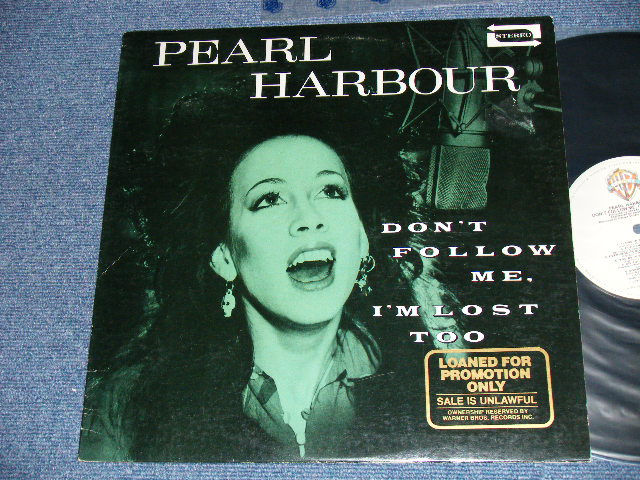 STEREO
PEARL
HARBOUR
DON'T
FOLLOW
ME,
I'M LOST
TOO
LOANED FOR
PROMOTION
ONLY
SALE IS UNLAWFUL
OWNERSHIP RESERVED BY
WARNER BROS. RECORDS INC.